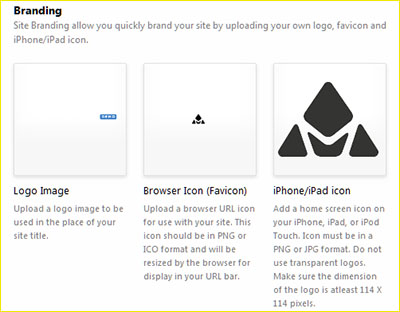 Branding
Site Branding allow you quickly brand your site by uploading your own logo, favicon and
iPhone/iPad icon.
Logo Image
Upload a logo image to be
used in the place of your
site title.
Browser Icon (Favicon)
Upload a browser URL icon
for use with your site. This
icon should be in PNG or
ICO format and will be
resized by the browser for
display in your URL bar.
iPhone/iPad icon
Add a home screen icon on
your iPhone, iPad, or iPod
Touch. Icon must be in a
PNG or JPG format. Do not
use transparent logos.
Make sure the dimension
of the logo is atleast 114 X
114 pixels.